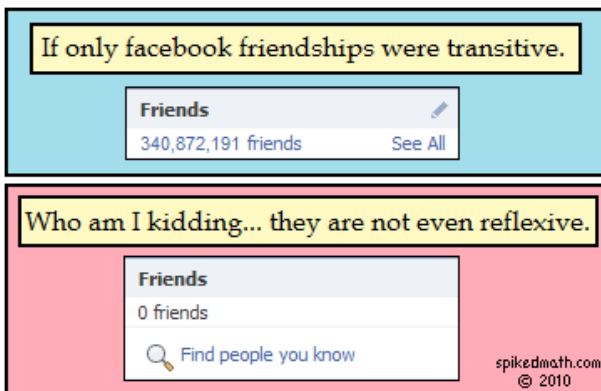 If only facebook friendships were transitive.
Friends
340,872,191 friends See All
Who am I kidding... they are not even reflexive.
Friends
0 friends
Find people you know
spikedmath.com
© 2010